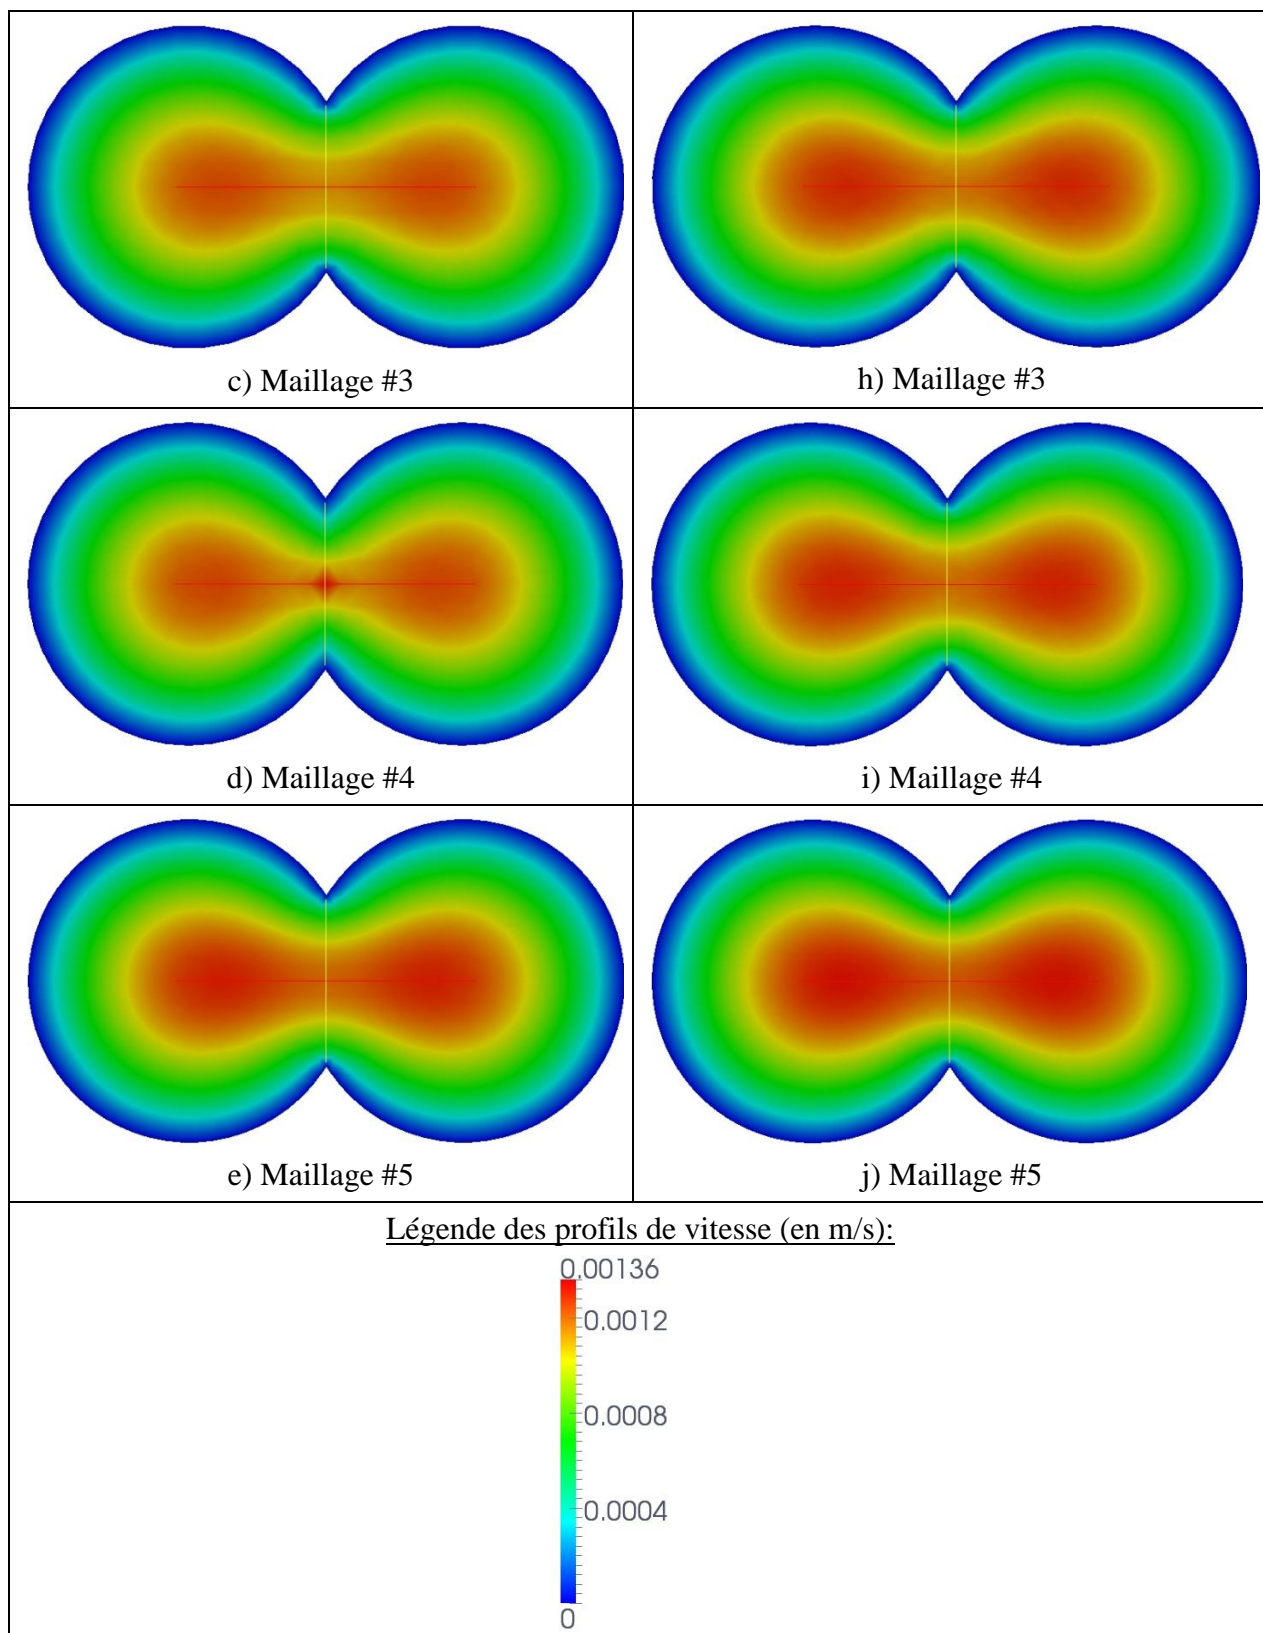 c) Maillage #3
h) Maillage #3
d) Maillage #4
i) Maillage #4
e) Maillage #5
j) Maillage #5
Légende des profils de vitesse (en m/s):
0.00136
0.0012
0.0008
0.0004
0